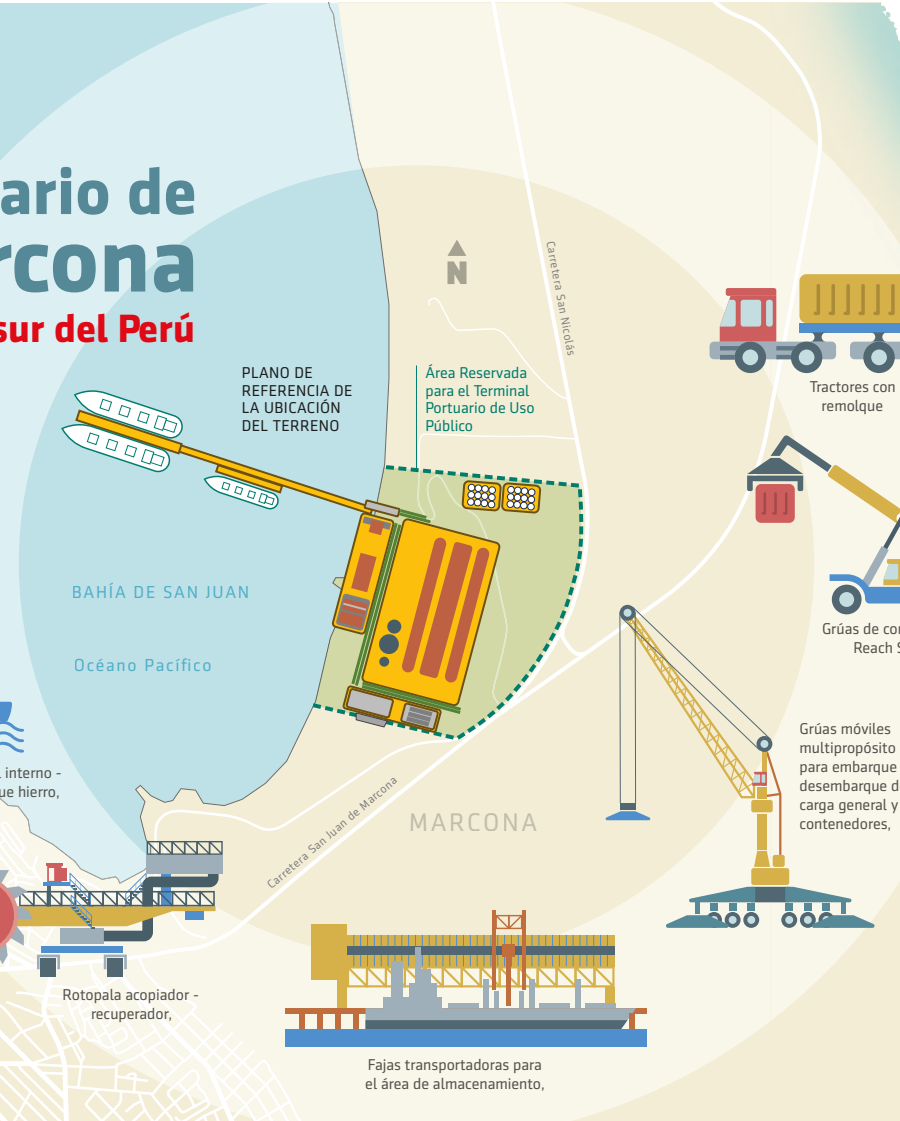 ario de
rcona
sur del Perú
N
Carretera San Nicolás
PLANO DE
REFERENCIA DE
LA UBICACIÓN
DEL TERRENO
Área Reservada
para el Terminal
Portuario de Uso
Público
Tractores con
remolque
BAHÍA DE SAN JUAN
Océano Pacífico
Grúas de con
Reach S
Grúas móviles
multipropósito
para embarque
desembarque d
carga general y
contenedores,
interno -
ue hierro,
MARCONA
Carretera San Juan de Marcona
Rotopala acopiador -
recuperador,
Fajas transportadoras para
el área de almacenamiento,